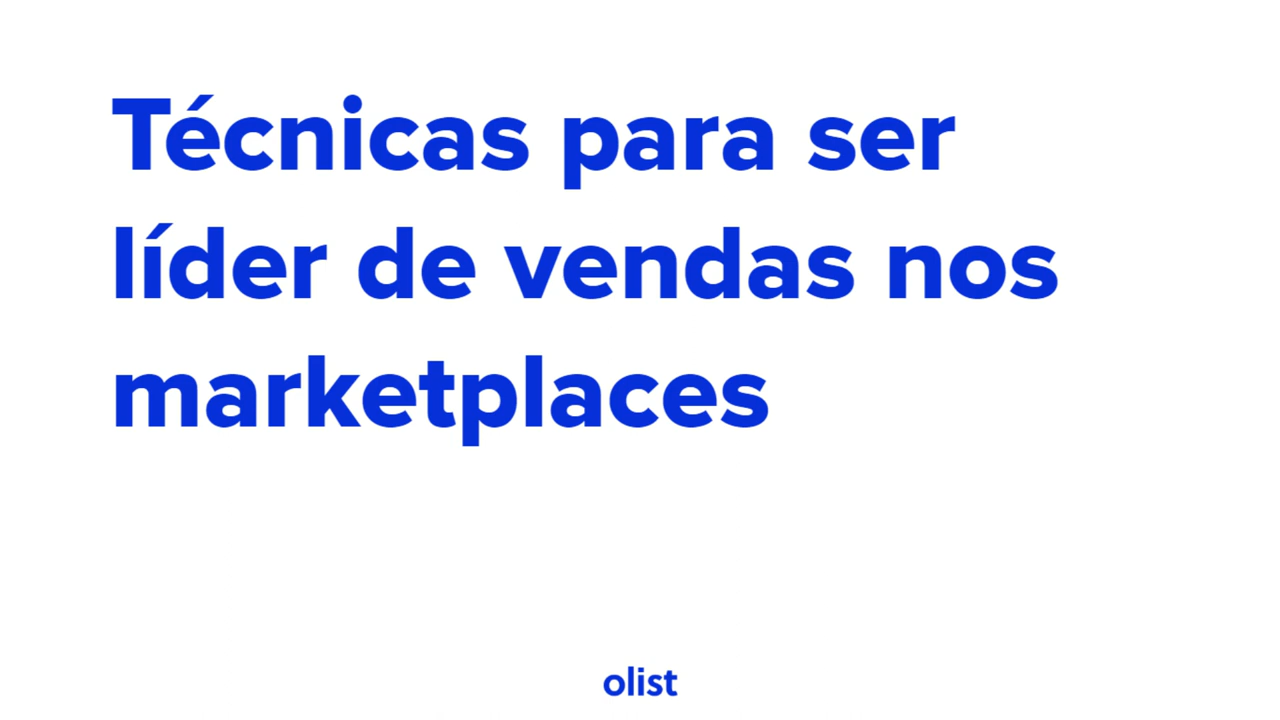 Técnicas para ser
líder de vendas nos
marketplaces
olist